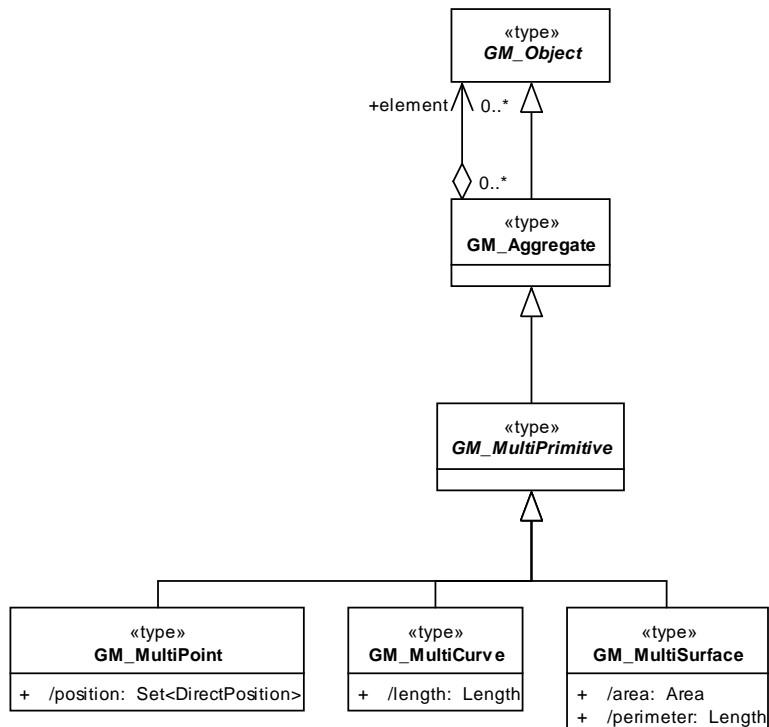 «type»
GM_Object
+element
0..*
0..*
«type»
GM_Aggregate
«type»
GM_MultiPrimitive
«type»
GM_MultiPoint
+ /position: Set<DirectPosition>
«type»
GM_MultiCurve
+ /length: Length
«type»
GM_MultiSurface
+ /area: Area
+ /perimeter: Length